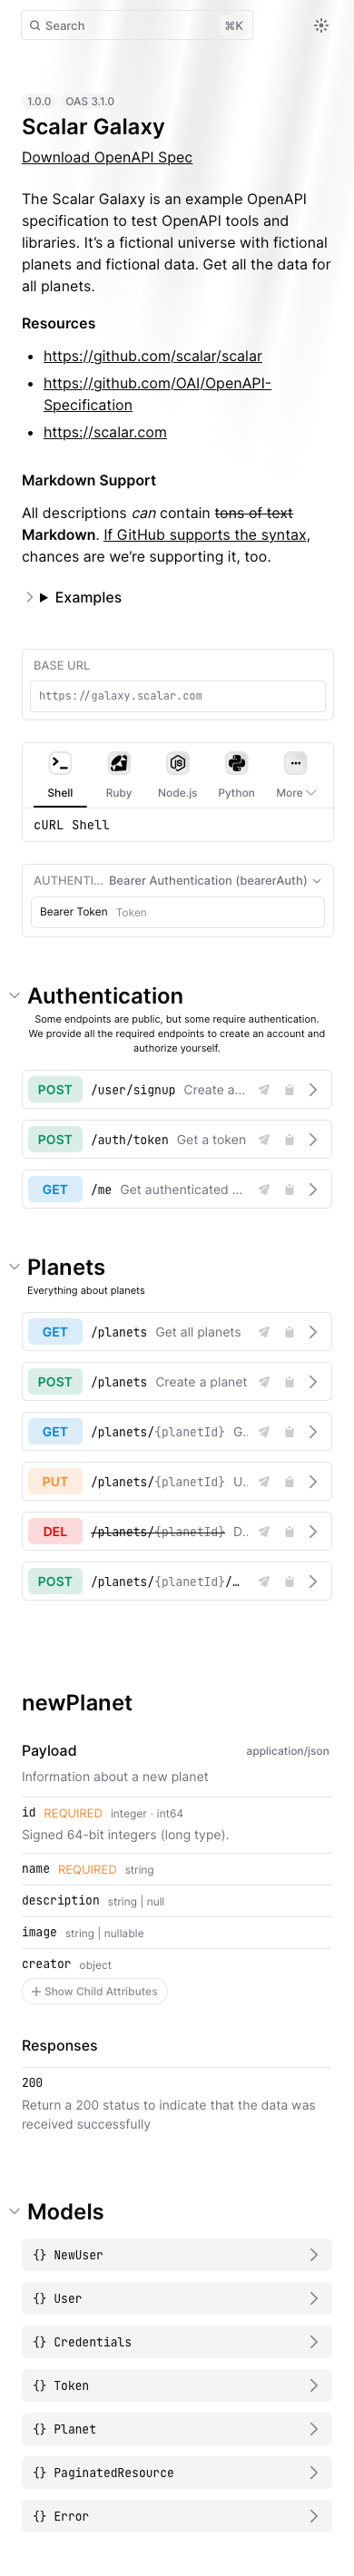 Search ⌘K
1.0.0 OAS 3.1.0
Scalar Galaxy
Download OpenAPI Spec
The Scalar Galaxy is an example OpenAPI
specification to test OpenAPI tools and
libraries. It’s a fictional universe with fictional
planets and fictional data. Get all the data for
all planets.
Resources
• https://github.com/scalar/scalar
• https://github.com/OAI/OpenAPI-
Specification
• https://scalar.com
Markdown Support
All descriptions can contain tons of text
Markdown. If GitHub supports the syntax,
chances are we’re supporting it, too.
Examples
BASE URL
https://galaxy.scalar.com
Shell Ruby Node.js Python More
cURL Shell
AUTHENTI... Bearer Authentication (bearerAuth)
Bearer Token Token
Authentication
Some endpoints are public, but some require authentication.
We provide all the required endpoints to create an account and
authorize yourself.
POST /user/signup Create a...
POST /auth/token Get a token
GET /me Get authenticated ...
Planets
Everything about planets
GET /planets Get all planets
POST /planets Create a planet
GET /planets/{planetId} G...
PUT /planets/{planetId} U...
DEL /planets/{planetId} D...
POST /planets/{planetId}/…
newPlanet
Payload application/json
Information about a new planet
id REQUIRED integer · int64
Signed 64-bit integers (long type).
name REQUIRED string
description string | null
image string | nullable
creator object
+ Show Child Attributes
Responses
200
Return a 200 status to indicate that the data was
received successfully
Models
{} NewUser
{} User
{} Credentials
{} Token
{} Planet
{} PaginatedResource
{} Error